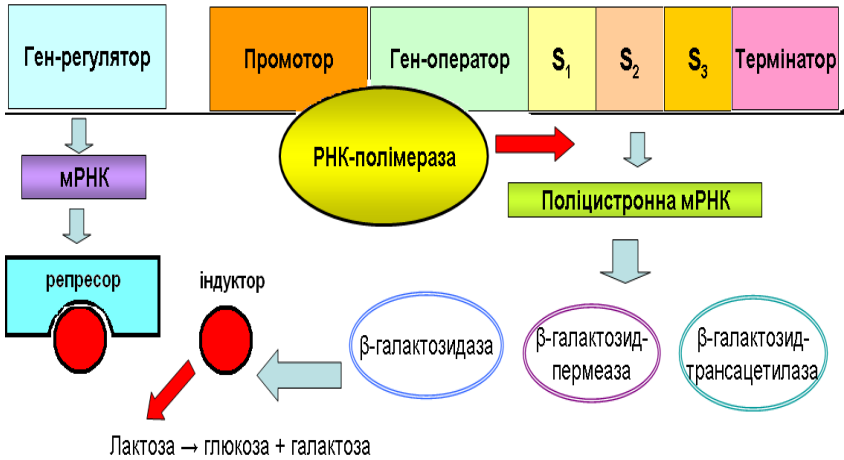 Ген-регулятор
Промотор
Ген-оператор
S1
S2
S3
Термінатор
РНК-полімераза
мРНК
Поліцистронна мРНК
репресор
індуктор
β-галактозидаза
β-галактозид-
пермеаза
β-галактозид-
трансацетилаза
Лактоза → глюкоза + галактоза